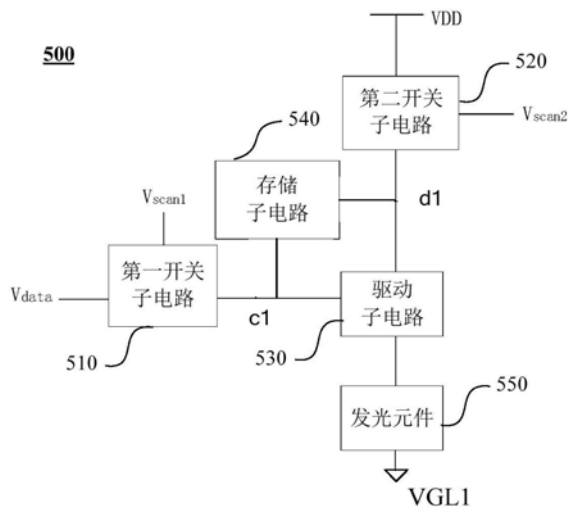 500
VDD
520
第二开关
子电路
Vscan2
540
存储
子电路
d1
Vscan1
第一开关
子电路
Vdata
c1
驱动
子电路
510
530
550
发光元件
VGL1